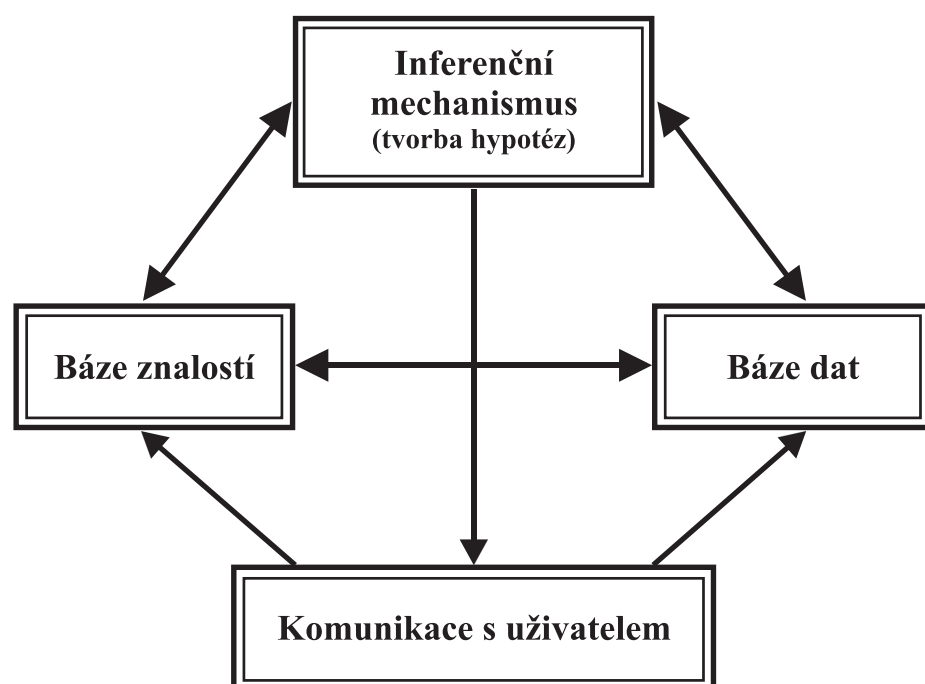 Inferenční
mechanismus
(tvorba hypotéz)
Báze znalostí
Báze dat
Komunikace s uživatelem